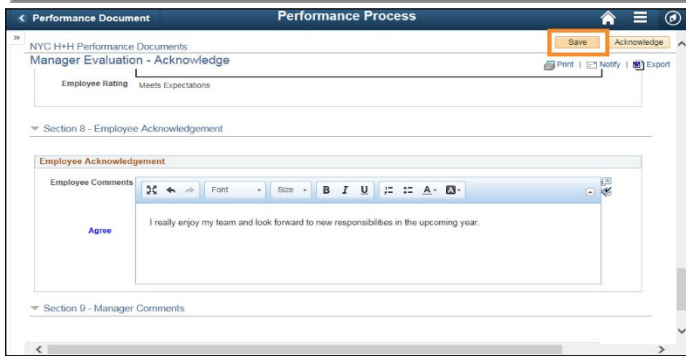 Performance Document
Performance Process
»
NYC H+H Performance Documents
Save
Acknowledge
Manager Evaluation - Acknowledge
Print | Notify | Export
Employee Rating Meets Expectations
Section 8 - Employee Acknowledgement
Employee Acknowledgement
Employee Comments
Font
Size
B I U
A
A
Agree
I really enjoy my team and look forward to new responsibilities in the upcoming year.
Section 9 - Manager Comments